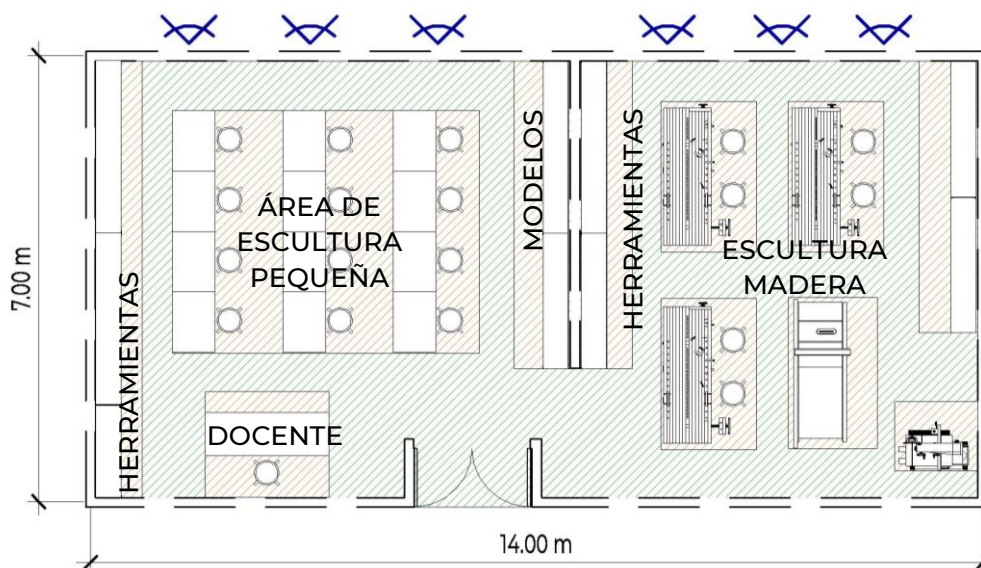 HERRAMIENTAS
ÁREA DE
ESCULTURA
PEQUEÑA
MODELOS
HERRAMIENTAS
ESCULTURA
MADERA
DOCENTE
7.00 m
14.00 m